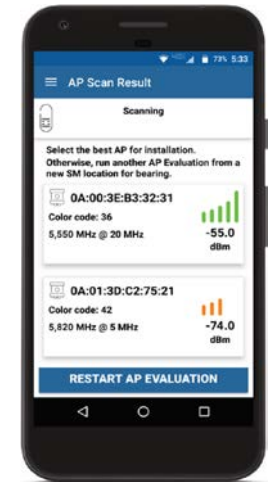 73% 5:33
AP Scan Result
Scanning
Select the best AP for installation.
Otherwise, run another AP Evaluation from a
new SM location for bearing.
0A:00:3E:B3:32:31
Color code: 36
5,550 MHz @ 20 MHz
-55.0
dBm
0A:01:3D:C2:75:21
Color code: 42
5,820 MHz @ 5 MHz
-74.0
dBm
RESTART AP EVALUATION